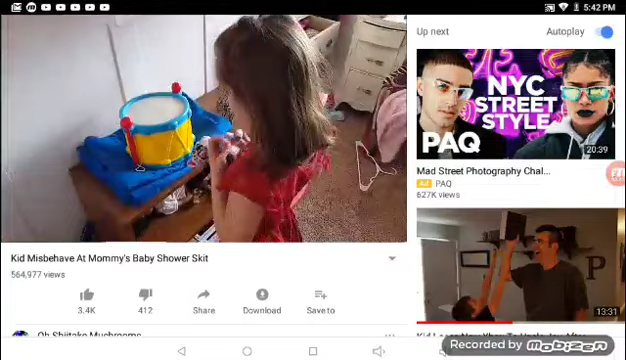 5:42 PM
Up next
Autoplay
NYC
STREET
STYLE
PAQ
20:39
Mad Street Photography Chal...
Ad PAQ
627K views
Kid Misbehave At Mommy's Baby Shower Skit
564,977 views
3.4K
412
Share
Download
Save to
P
13:31
Oh Shiitake Mushrooms
Recorded by
MOBIZEN